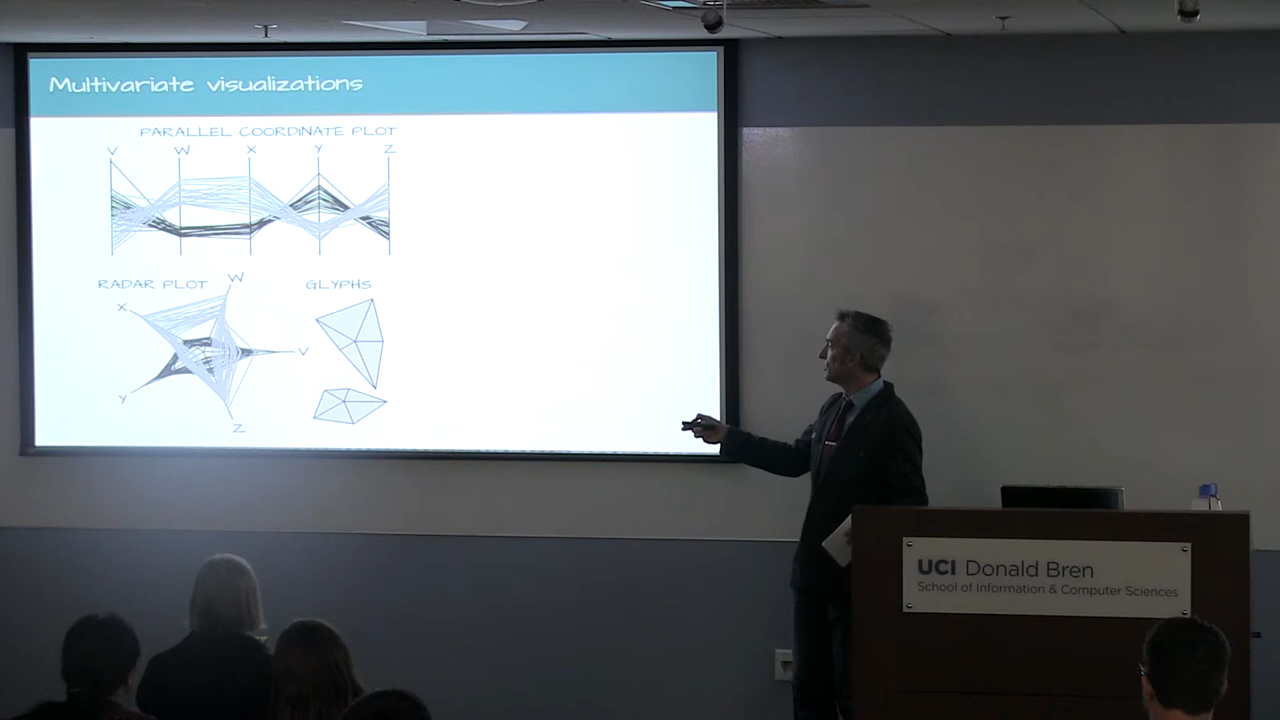 Multivariate visualizations
PARALLEL COORDINATE PLOT
V W X Y Z
RADAR PLOT
W
X
V
Y
Z
GLYPHS
UCI Donald Bren
School of Information & Computer Sciences